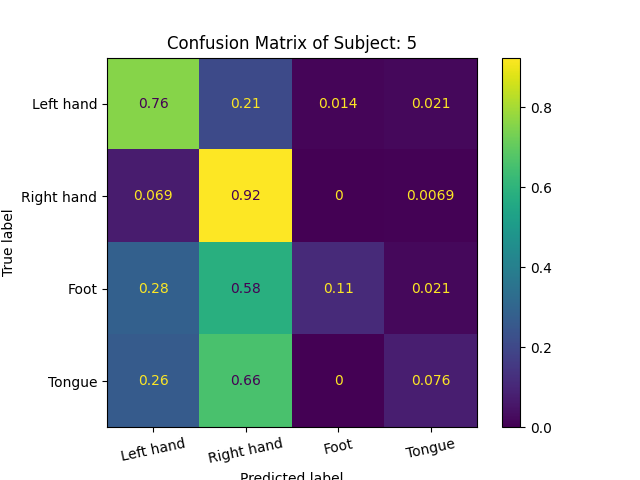 Confusion Matrix of Subject: 5
True label
Left hand 0.76 0.21 0.014 0.021
Right hand 0.069 0.92 0 0.0069
Foot 0.28 0.58 0.11 0.021
Tongue 0.26 0.66 0 0.076
Left hand Right hand Foot Tongue
Predicted label
0.8
0.6
0.4
0.2
0.0